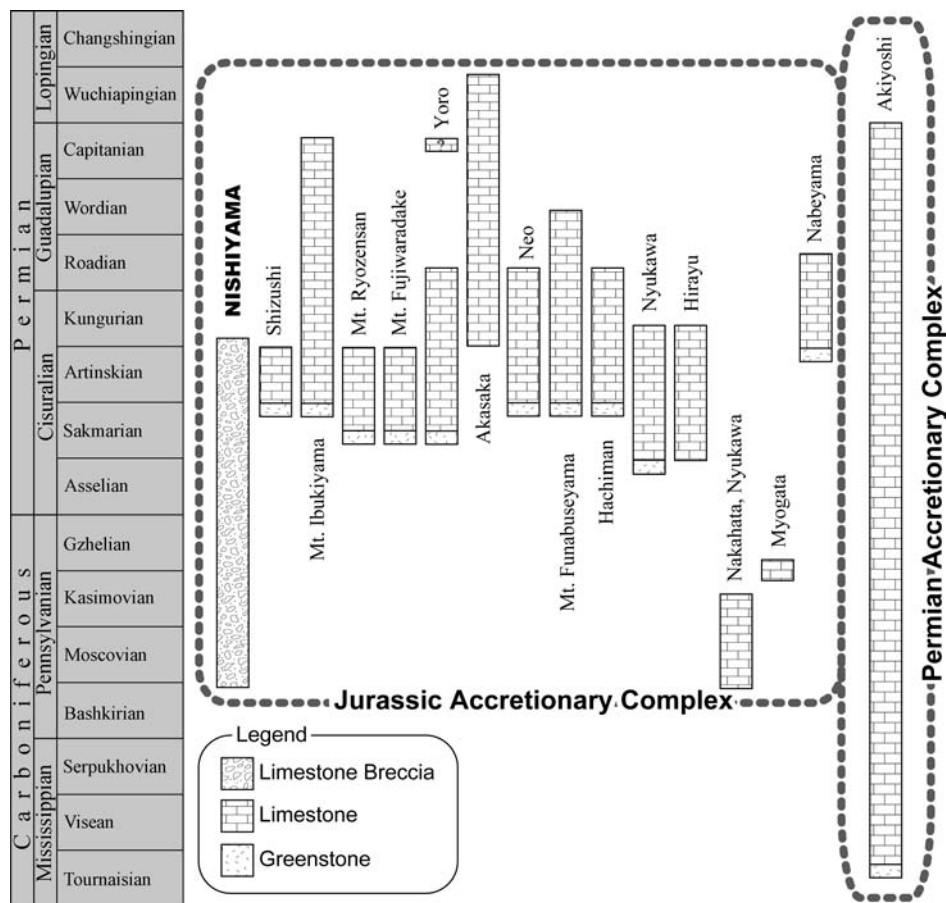 Permian
Lopingian
Guadalupian
Cisuralian
Carboniferous
Pennsylvanian
Mississippian
Changshingian
Wuchiapingian
Capitanian
Wordian
Roadian
Kungurian
Artinskian
Sakmarian
Asselian
Gzhelian
Kasimovian
Moscovian
Bashkirian
Serpukhovian
Visean
Tournaisian
NISHIYAMA
Shizushi
Mt. Ibukiyama
Mt. Ryozensan
Mt. Fujiwaradake
Yoro
?
Akasaka
Neo
Mt. Funabuseyama
Hachiman
Nyukawa
Hirayu
Nakahata, Nyukawa
Myogata
Nabeyama
Akiyoshi
Jurassic Accretionary Complex
Permian Accretionary Complex
Legend
Limestone Breccia
Limestone
Greenstone